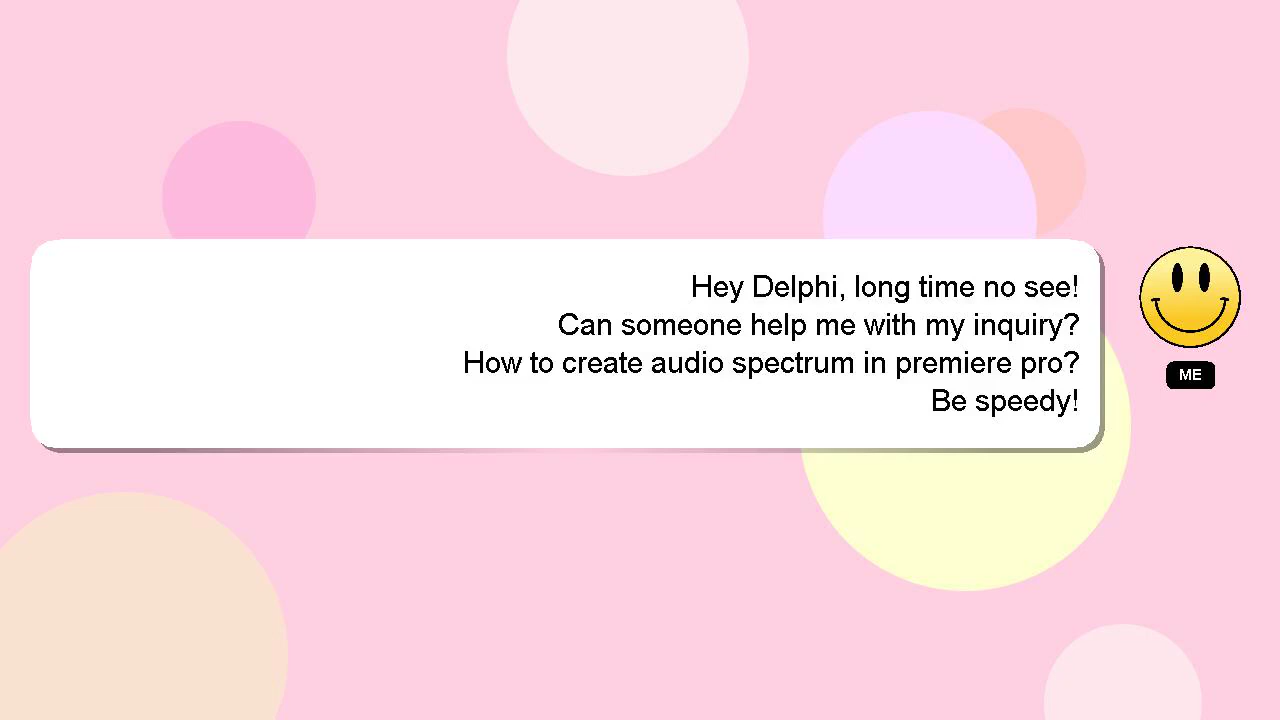 Hey Delphi, long time no see!
Can someone help me with my inquiry?
How to create audio spectrum in premiere pro?
Be speedy!
ME